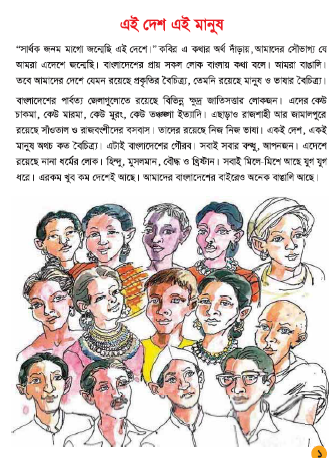 এই দেশ এই মানুষ
“সার্থক জনম মাগো জন্মেছি এই দেশে।” কবির এ কথার অর্থ দাঁড়ায়, আমাদের সৌভাগ্য যে
আমরা এদেশে জন্মেছি। বাংলাদেশের প্রায় সকল লোক বাংলায় কথা বলে। আমরা বাঙালি।
তবে আমাদের দেশে যেমন রয়েছে প্রকৃতির বৈচিত্র্য, তেমনি রয়েছে মানুষ ও ভাষার বৈচিত্র্য।
বাংলাদেশের পার্বত্য জেলাগুলোতে রয়েছে বিভিন্ন ক্ষুদ্র জাতিসত্তার লোকজন। এদের কেউ
চাকমা, কেউ মারমা, কেউ মুরং, কেউ তঞ্চঙ্গ্যা ইত্যাদি। এছাড়াও রাজশাহী আর জামালপুরে
রয়েছে সাঁওতাল ও রাজবংশীদের বসবাস। তাদের রয়েছে নিজ নিজ ভাষা। একই দেশ, একই
মানুষ অথচ কত বৈচিত্র্য। এটাই বাংলাদেশের গৌরব। সবাই সবার বন্ধু, আপনজন। এদেশে
রয়েছে নানা ধর্মের লোক। হিন্দু, মুসলমান, বৌদ্ধ ও খ্রিষ্টান। সবাই মিলে-মিশে আছে যুগ যুগ
ধরে। এরকম খুব কম দেশেই আছে। আমাদের বাংলাদেশের বাইরেও অনেক বাঙালি আছে।
১